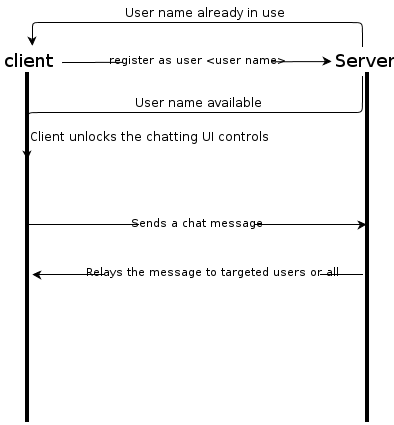 User name already in use
client
register as user <user name>
Server
User name available
Client unlocks the chatting UI controls
Sends a chat message
Relays the message to targeted users or all